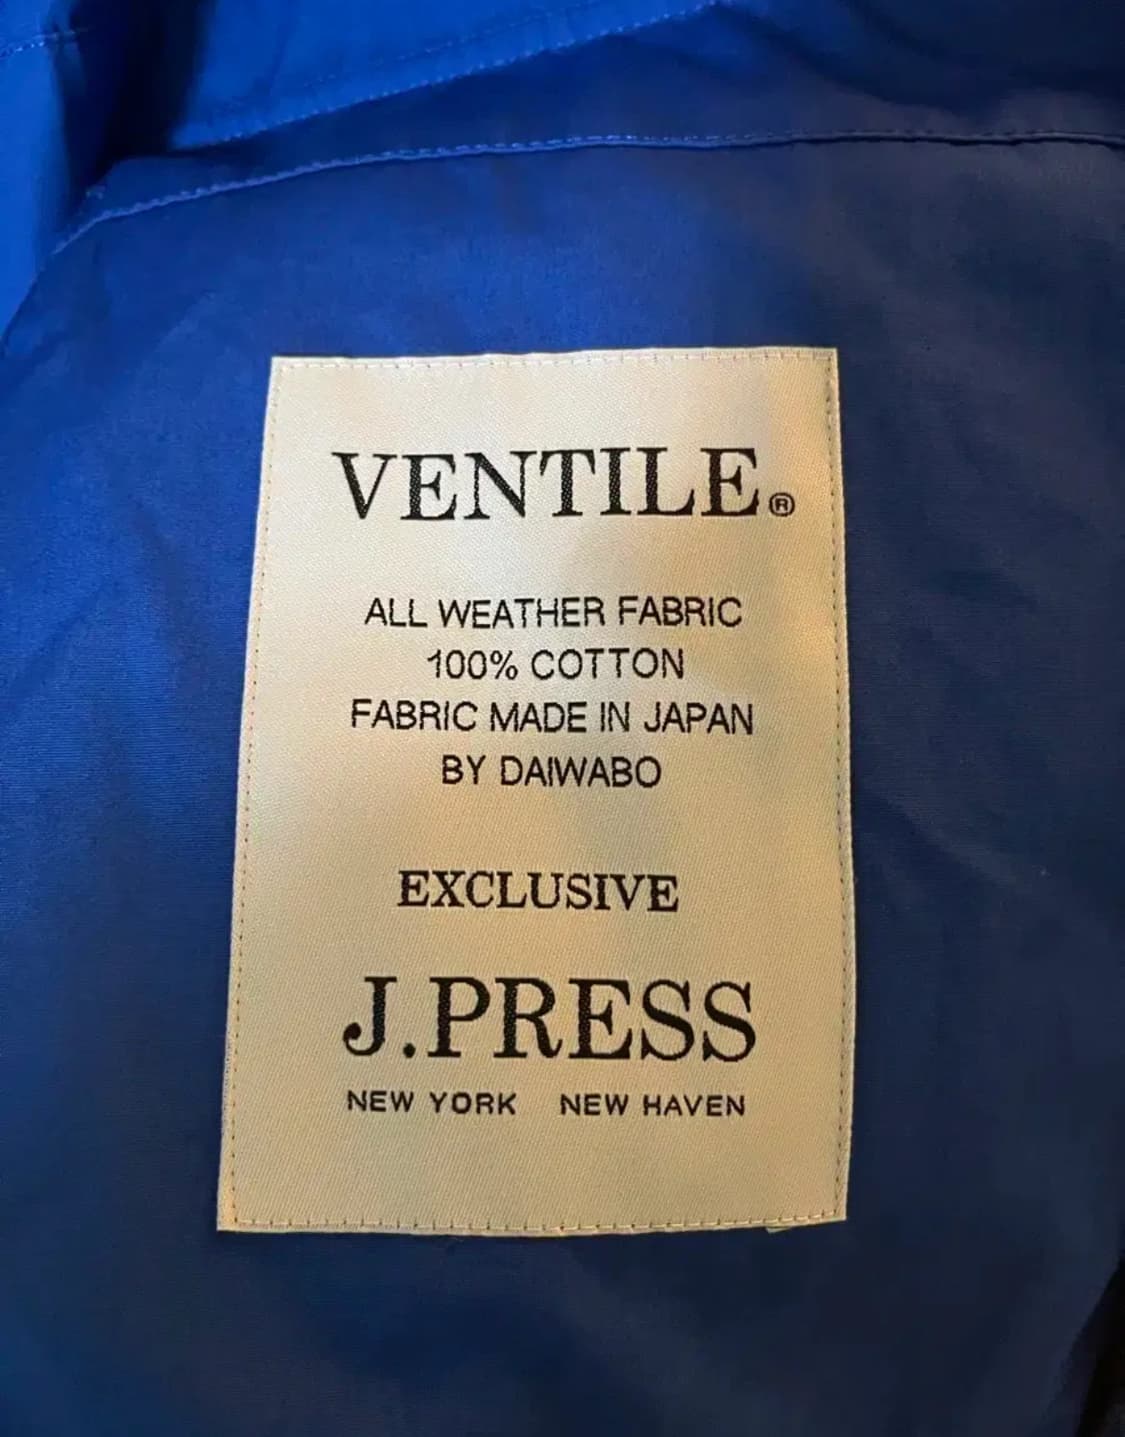 VENTILE®
ALL WEATHER FABRIC
100% COTTON
FABRIC MADE IN JAPAN
BY DAIWABO
EXCLUSIVE
J.PRESS
NEW YORK NEW HAVEN